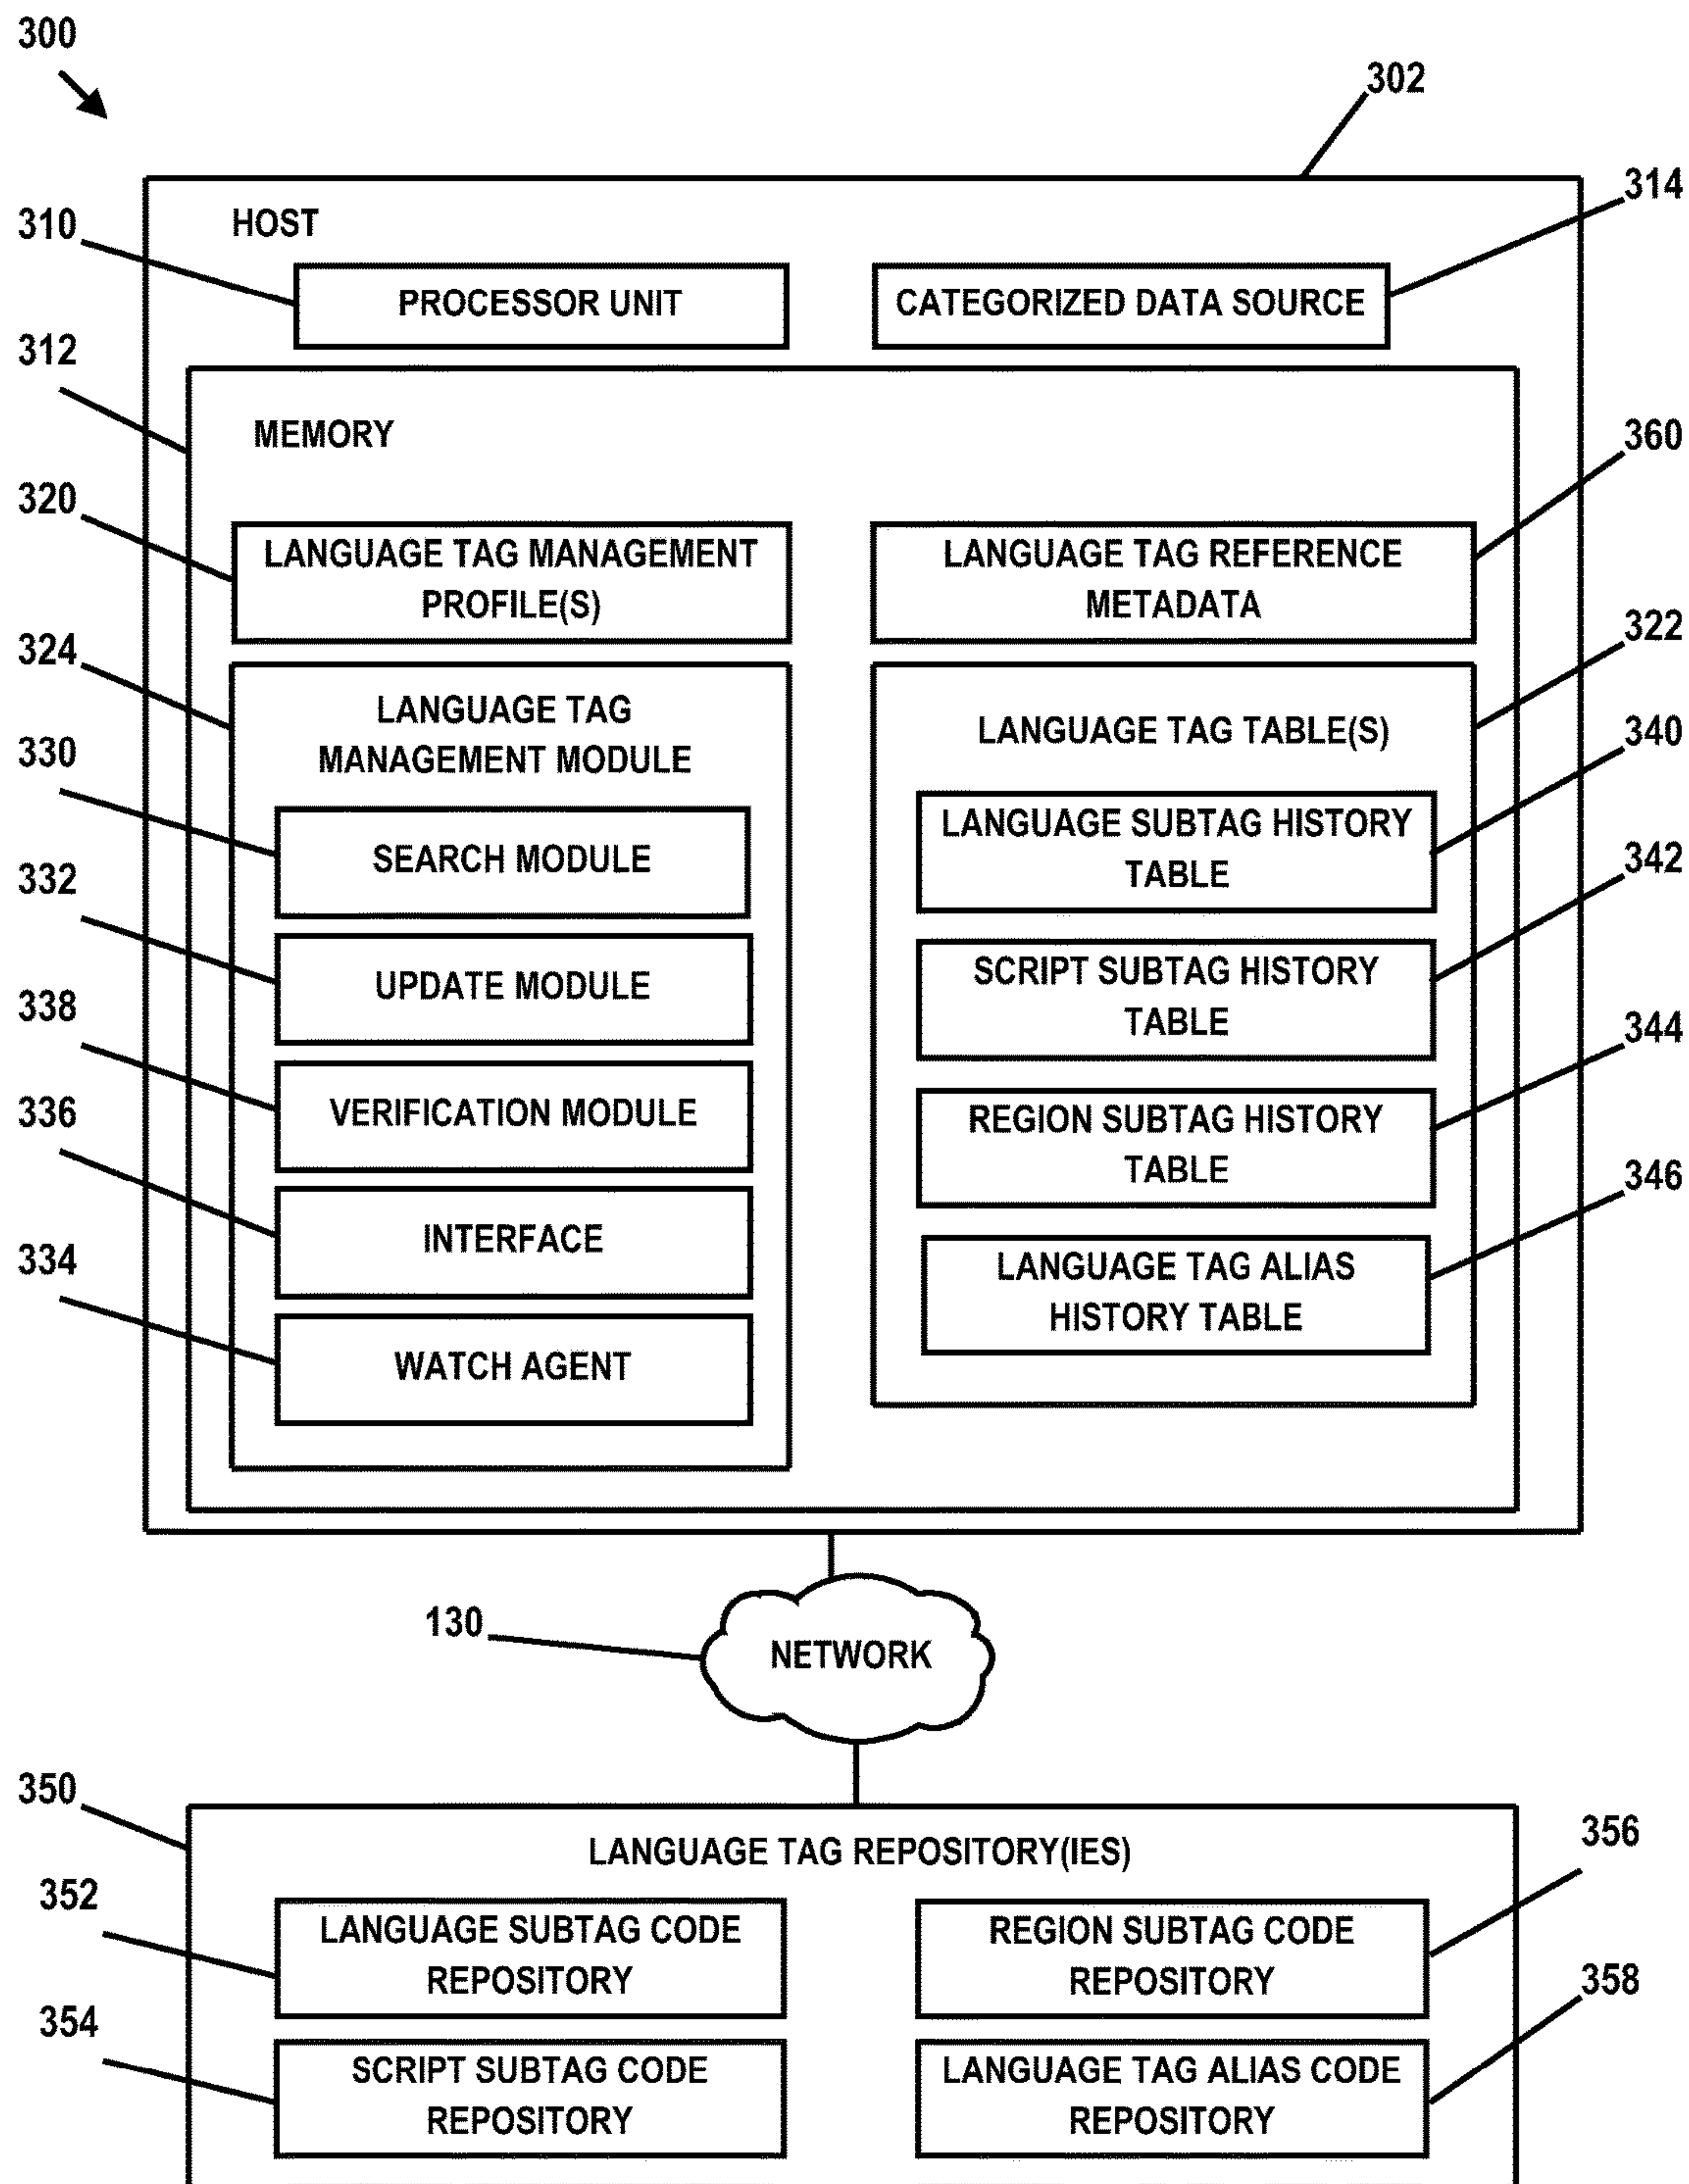 300
302
314
310
HOST
PROCESSOR UNIT
CATEGORIZED DATA SOURCE
312
MEMORY
360
320
LANGUAGE TAG MANAGEMENT
PROFILE(S)
LANGUAGE TAG REFERENCE
METADATA
322
324
LANGUAGE TAG
MANAGEMENT MODULE
LANGUAGE TAG TABLE(S)
330
340
SEARCH MODULE
LANGUAGE SUBTAG HISTORY
TABLE
332
342
UPDATE MODULE
SCRIPT SUBTAG HISTORY
TABLE
338
344
VERIFICATION MODULE
REGION SUBTAG HISTORY
TABLE
336
346
INTERFACE
LANGUAGE TAG ALIAS
HISTORY TABLE
334
WATCH AGENT
130
NETWORK
350
LANGUAGE TAG REPOSITORY(IES)
356
352
LANGUAGE SUBTAG CODE
REPOSITORY
REGION SUBTAG CODE
REPOSITORY
358
354
SCRIPT SUBTAG CODE
REPOSITORY
LANGUAGE TAG ALIAS CODE
REPOSITORY